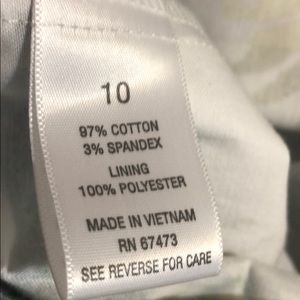 10
97% COTTON
3% SPANDEX
LINING
100% POLYESTER
MADE IN VIETNAM
RN 67473
SEE REVERSE FOR CARE